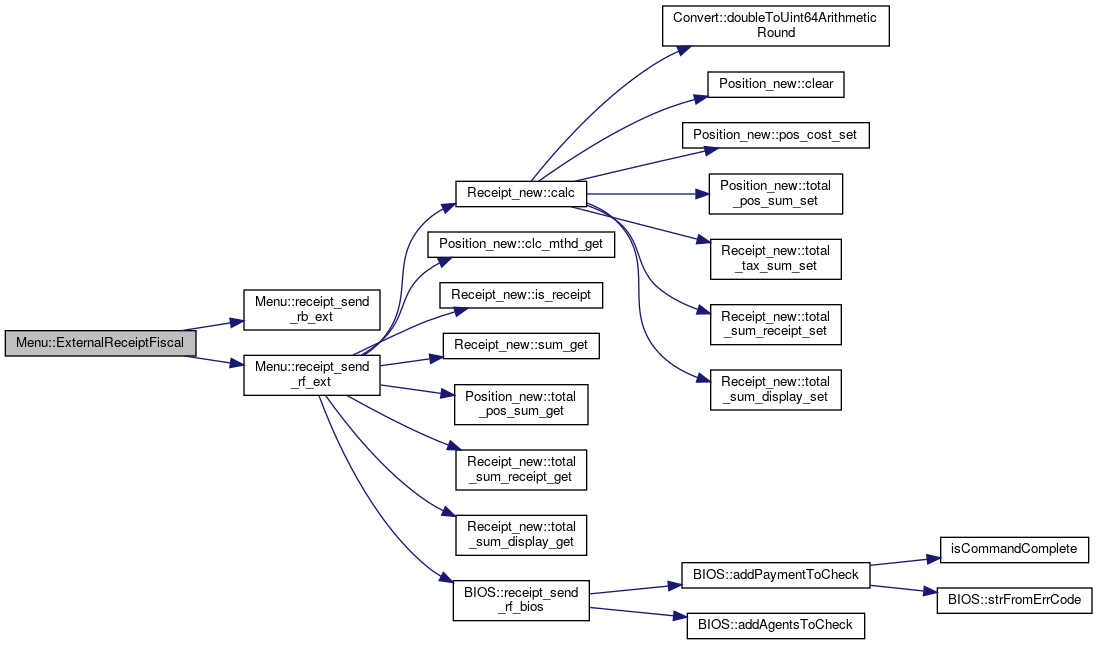 Menu::ExternalReceiptFiscal
Menu::receipt_send
_rb_ext
Menu::receipt_send
_rf_ext
Receipt_new::calc
Position_new::clc_mthd_get
Receipt_new::is_receipt
Receipt_new::sum_get
Position_new::total
_pos_sum_get
Receipt_new::total
_sum_receipt_get
Receipt_new::total
_sum_display_get
BIOS::receipt_send
_rf_bios
Convert::doubleToUint64Arithmetic
Round
Position_new::clear
Position_new::pos_cost_set
Position_new::total
_pos_sum_set
Receipt_new::total
_tax_sum_set
Receipt_new::total
_sum_receipt_set
Receipt_new::total
_sum_display_set
BIOS::addPaymentToCheck
BIOS::addAgentsToCheck
isCommandComplete
BIOS::strFromErrCode